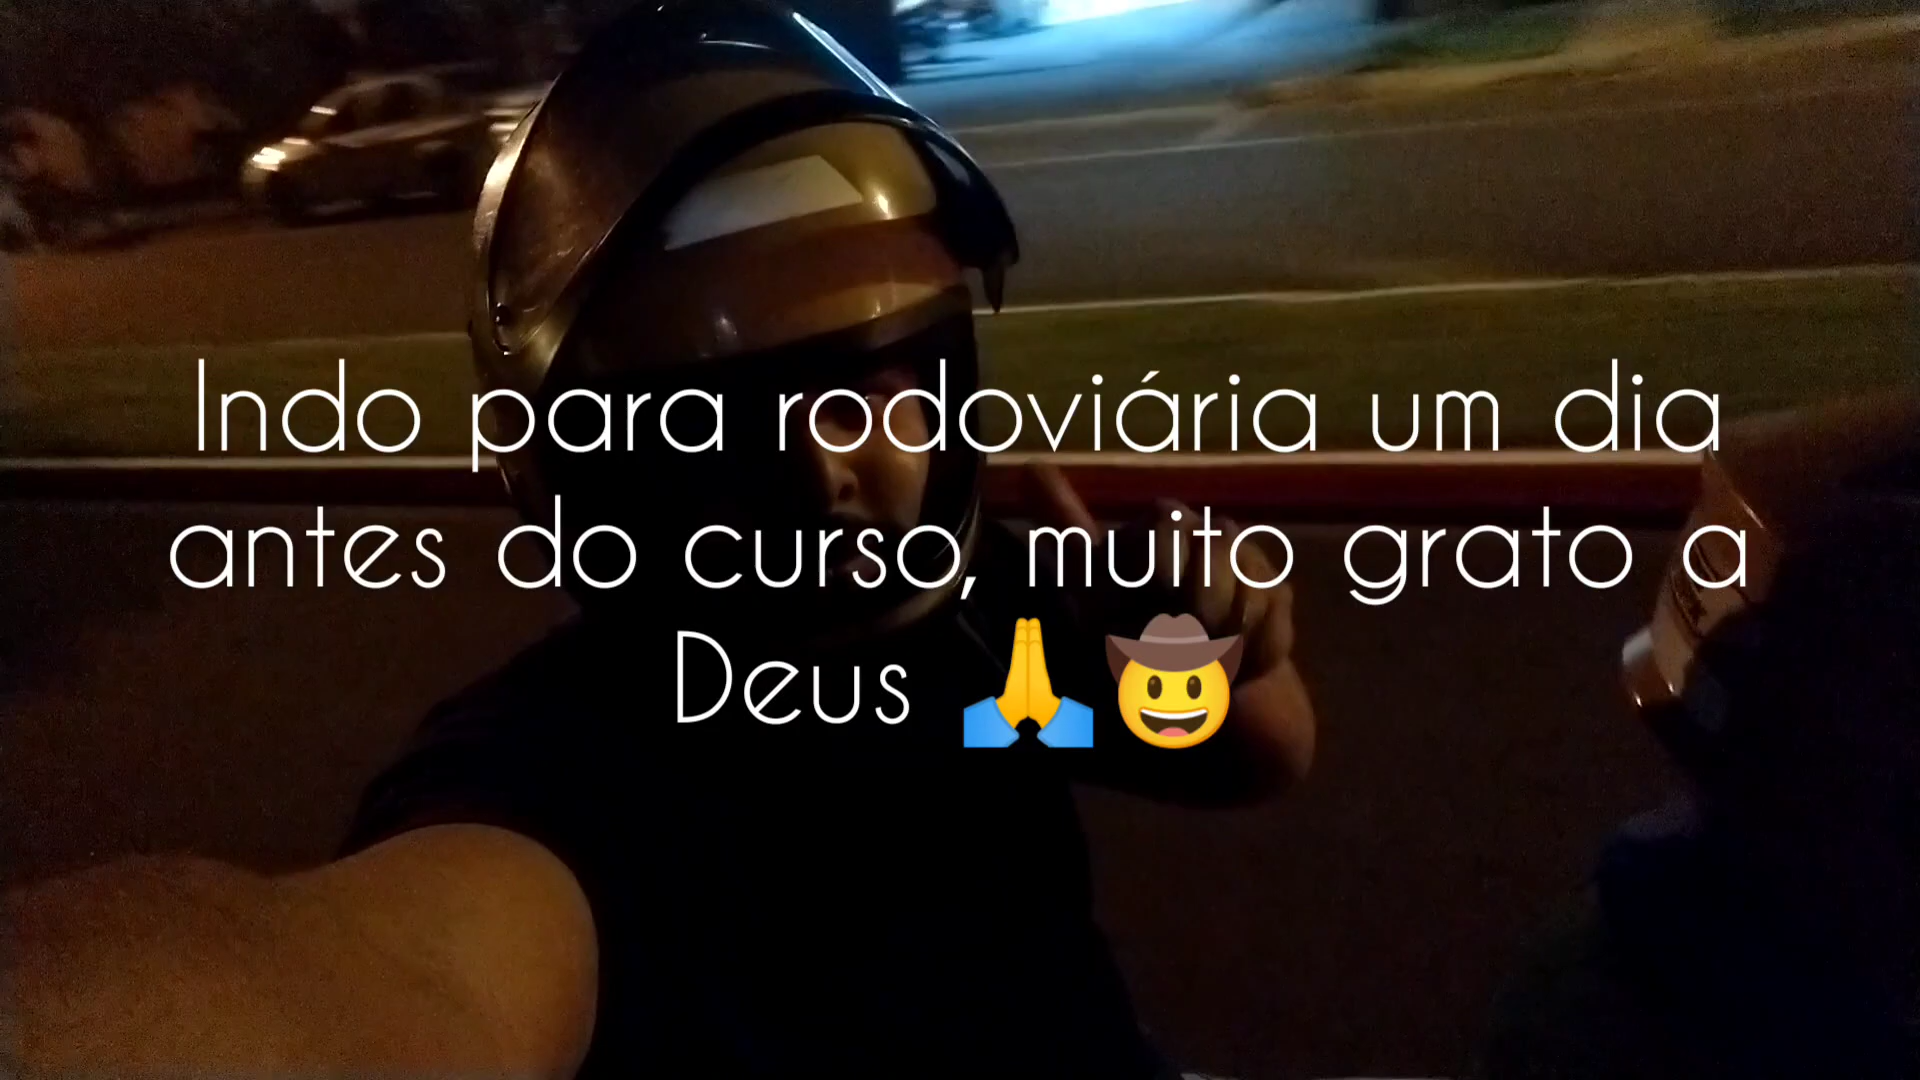 Indo para rodoviária um dia
antes do curso, muito grato a
Deus 🙏🤠